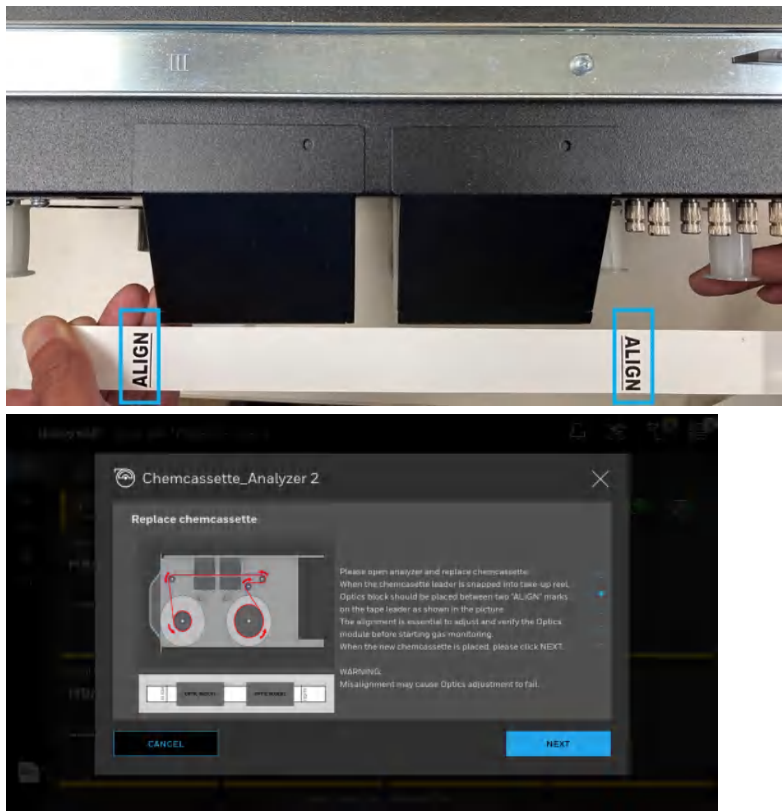 ALIGN
ALIGN
Chemcassette_Analyzer 2
Replace chemcassette
Please open analyzer and replace chemcassette.
When the chemcassette leader is snapped into take-up reel,
Optics block should be placed between two "ALIGN" marks
on the tape leader as shown in the picture.
The alignment is essential to adjust and verify the Optics
module before starting gas monitoring.
When the new chemcassette is placed, please click NEXT.
WARNING:
Misalignment may cause Optics adjustment to fail.
CANCEL
NEXT